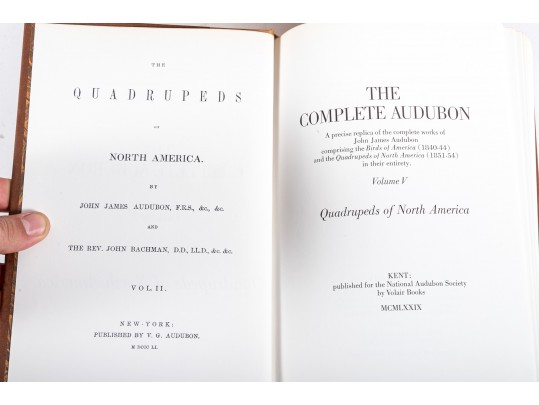 THE
QUADRUPEDS
OF
NORTH AMERICA.
BY
JOHN JAMES AUDUBON, F.R.S., &c., &c.
AND
THE REV. JOHN BACHMAN, D.D., LL.D., &c. &c.
VOL. II.
NEW-YORK:
PUBLISHED BY V. G. AUDUBON.
M DCCC LI.
THE
COMPLETE AUDUBON
A precise replica of the complete works of
John James Audubon
comprising the Birds of America (1840-44)
and the Quadrupeds of North America (1851-54)
in their entirety.
Volume V
Quadrupeds of North America
KENT:
published for the National Audubon Society
by Volair Books
MCMLXXIX